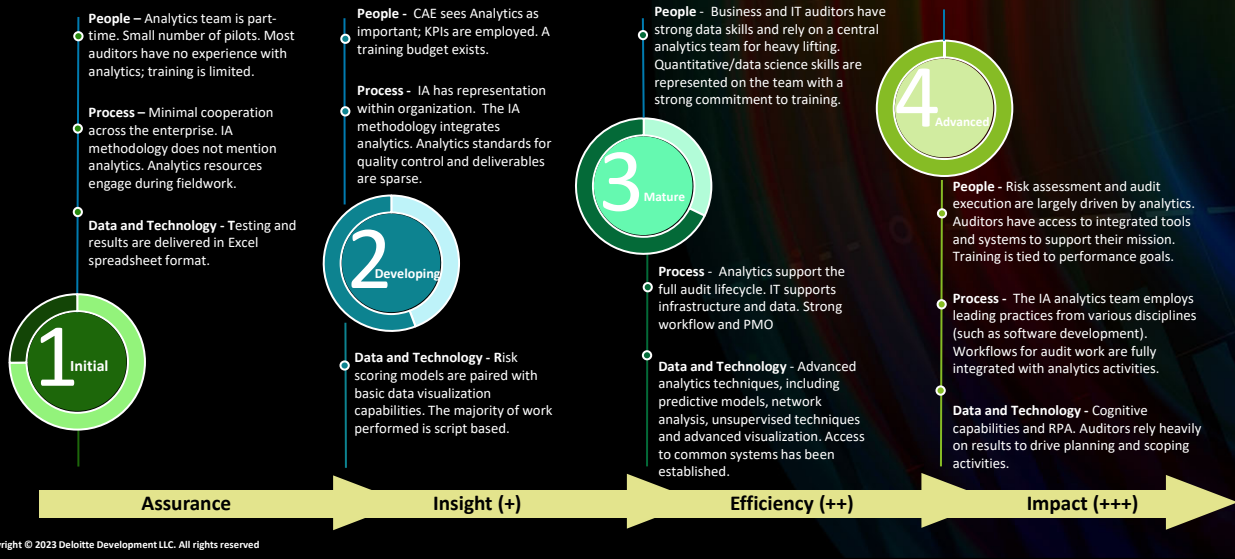 People – Analytics team is part-
time. Small number of pilots. Most
auditors have no experience with
analytics; training is limited.
Process – Minimal cooperation
across the enterprise. IA
methodology does not mention
analytics. Analytics resources
engage during fieldwork.
Data and Technology - Testing and
results are delivered in Excel
spreadsheet format.
1 Initial
People - CAE sees Analytics as
important; KPIs are employed. A
training budget exists.
Process - IA has representation
within organization. The IA
methodology integrates
analytics. Analytics standards for
quality control and deliverables
are sparse.
2 Developing
Data and Technology - Risk
scoring models are paired with
basic data visualization
capabilities. The majority of work
performed is script based.
People - Business and IT auditors have
strong data skills and rely on a central
analytics team for heavy lifting.
Quantitative/data science skills are
represented on the team with a
strong commitment to training.
3 Mature
Process - Analytics support the
full audit lifecycle. IT supports
infrastructure and data. Strong
workflow and PMO
Data and Technology - Advanced
analytics techniques, including
predictive models, network
analysis, unsupervised techniques
and advanced visualization. Access
to common systems has been
established.
4 Advanced
People - Risk assessment and audit
execution are largely driven by analytics.
Auditors have access to integrated tools
and systems to support their mission.
Training is tied to performance goals.
Process - The IA analytics team employs
leading practices from various disciplines
(such as software development).
Workflows for audit work are fully
integrated with analytics activities.
Data and Technology - Cognitive
capabilities and RPA. Auditors rely heavily
on results to drive planning and scoping
activities.
Assurance
Insight (+)
Efficiency (++)
Impact (+++)
right © 2023 Deloitte Development LLC. All rights reserved